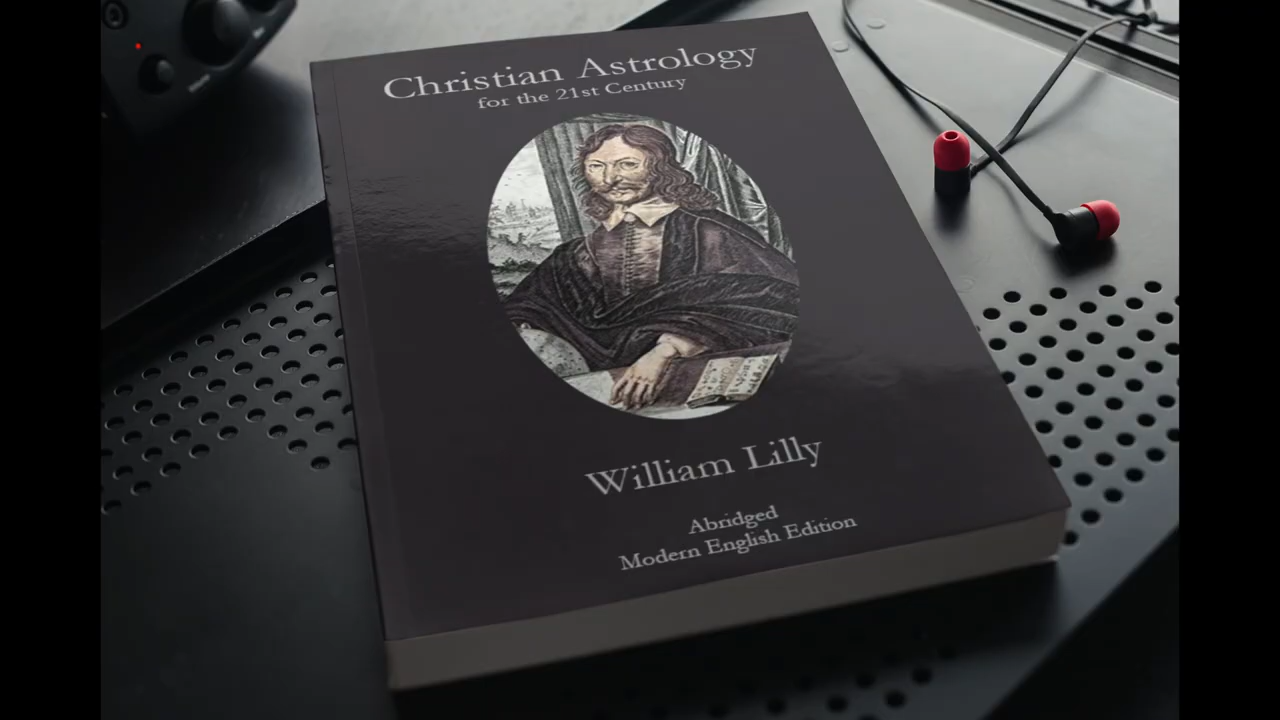 Christian Astrology
for the 21st Century
William Lilly
Abridged
Modern English Edition